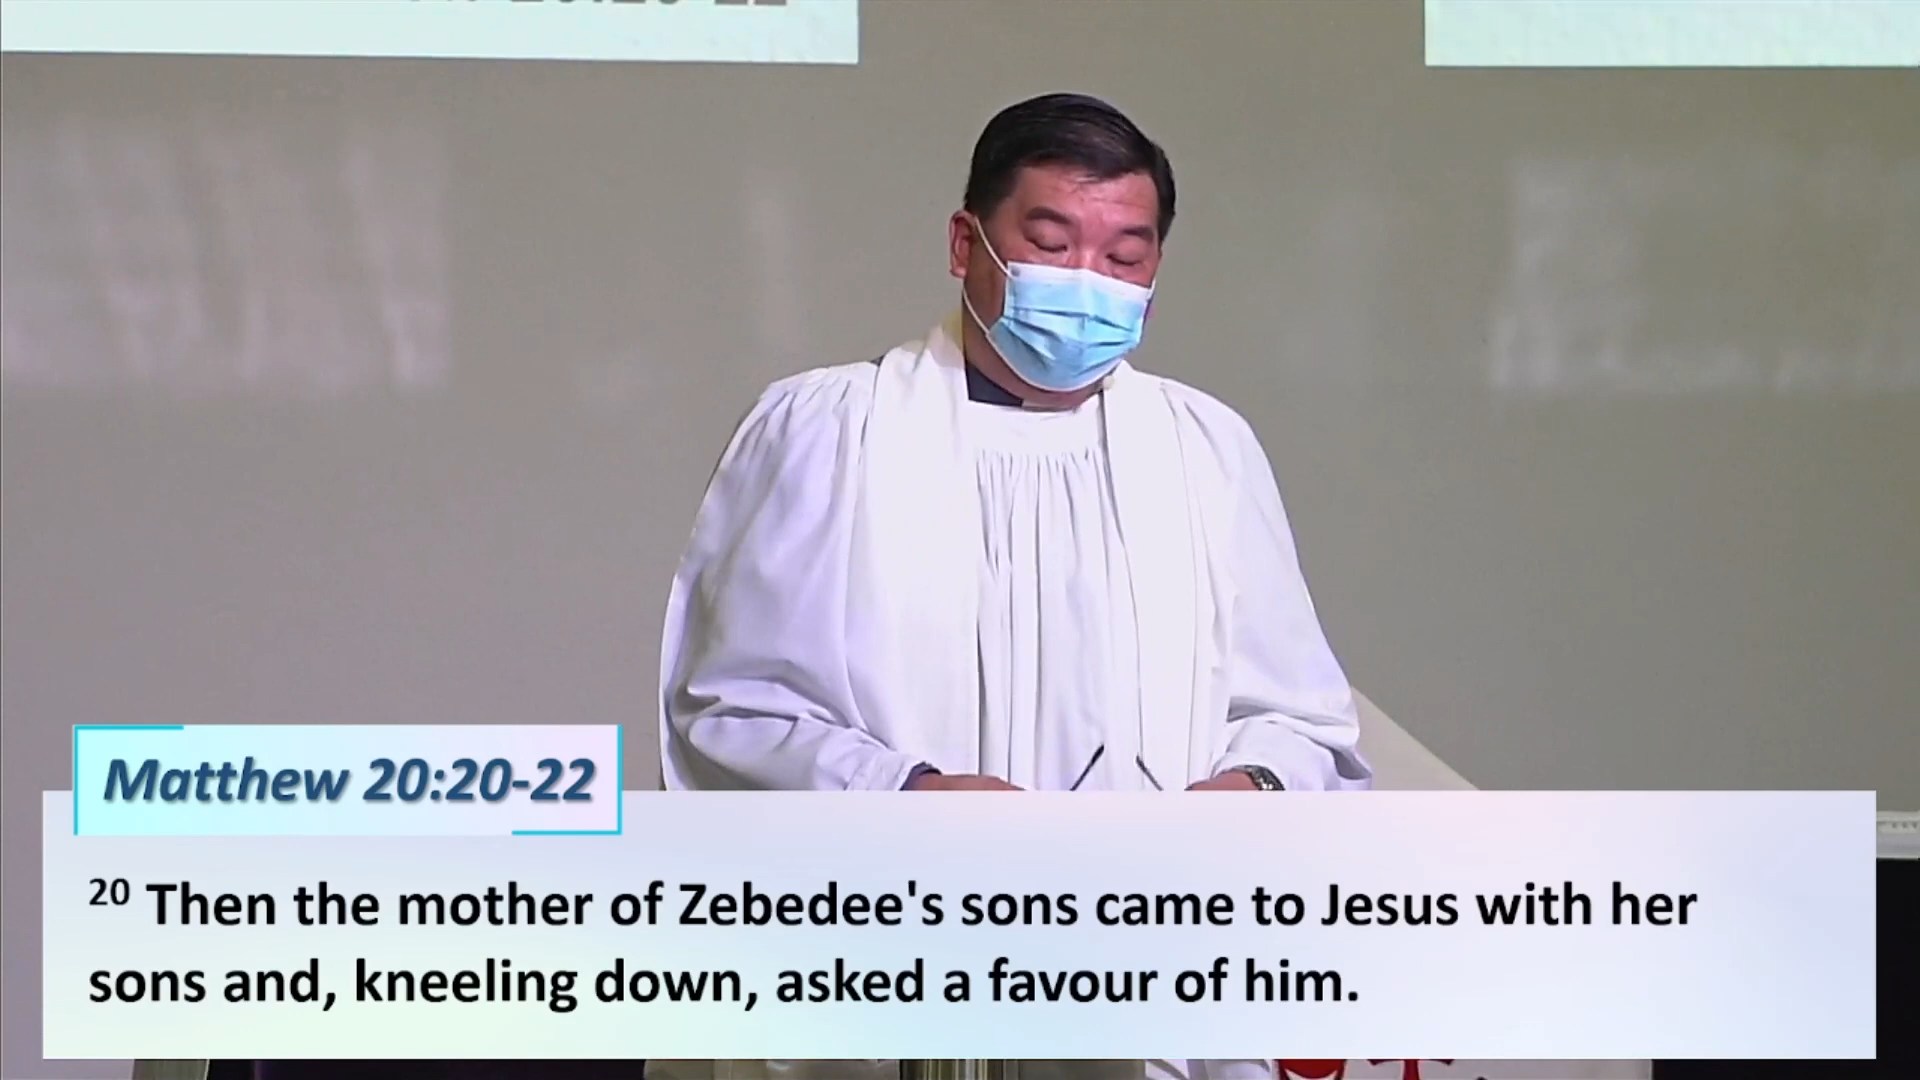 Matthew 20:20-22
20 Then the mother of Zebedee's sons came to Jesus with her
sons and, kneeling down, asked a favour of him.